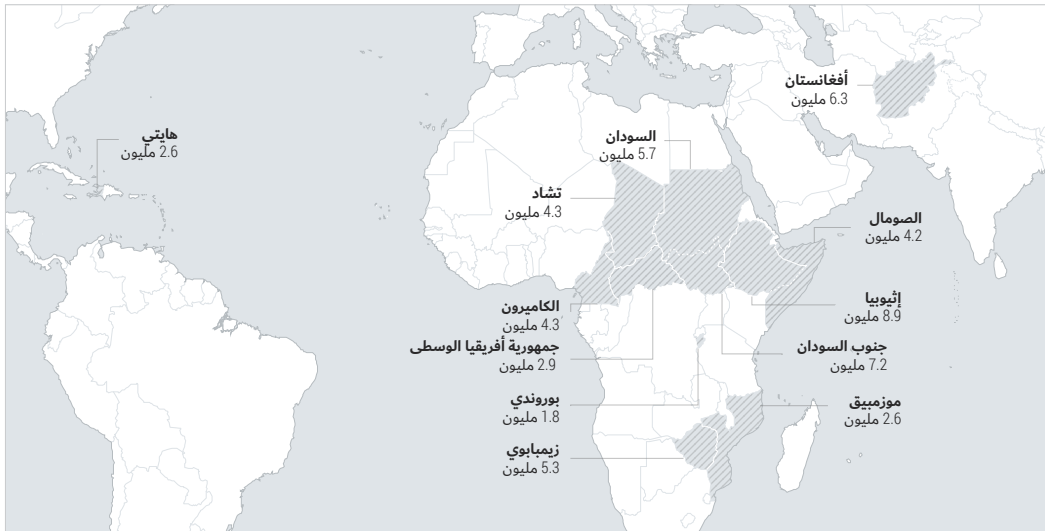 أفغانستان
6.3 مليون
هايتي
2.6 مليون
السودان
5.7 مليون
تشاد
4.3 مليون
الصومال
4.2 مليون
إثيوبيا
8.9 مليون
الكاميرون
4.3 مليون
جمهورية أفريقيا الوسطى
2.9 مليون
جنوب السودان
7.2 مليون
بوروندي
1.8 مليون
موزمبيق
2.6 مليون
زيمبابوي
5.3 مليون